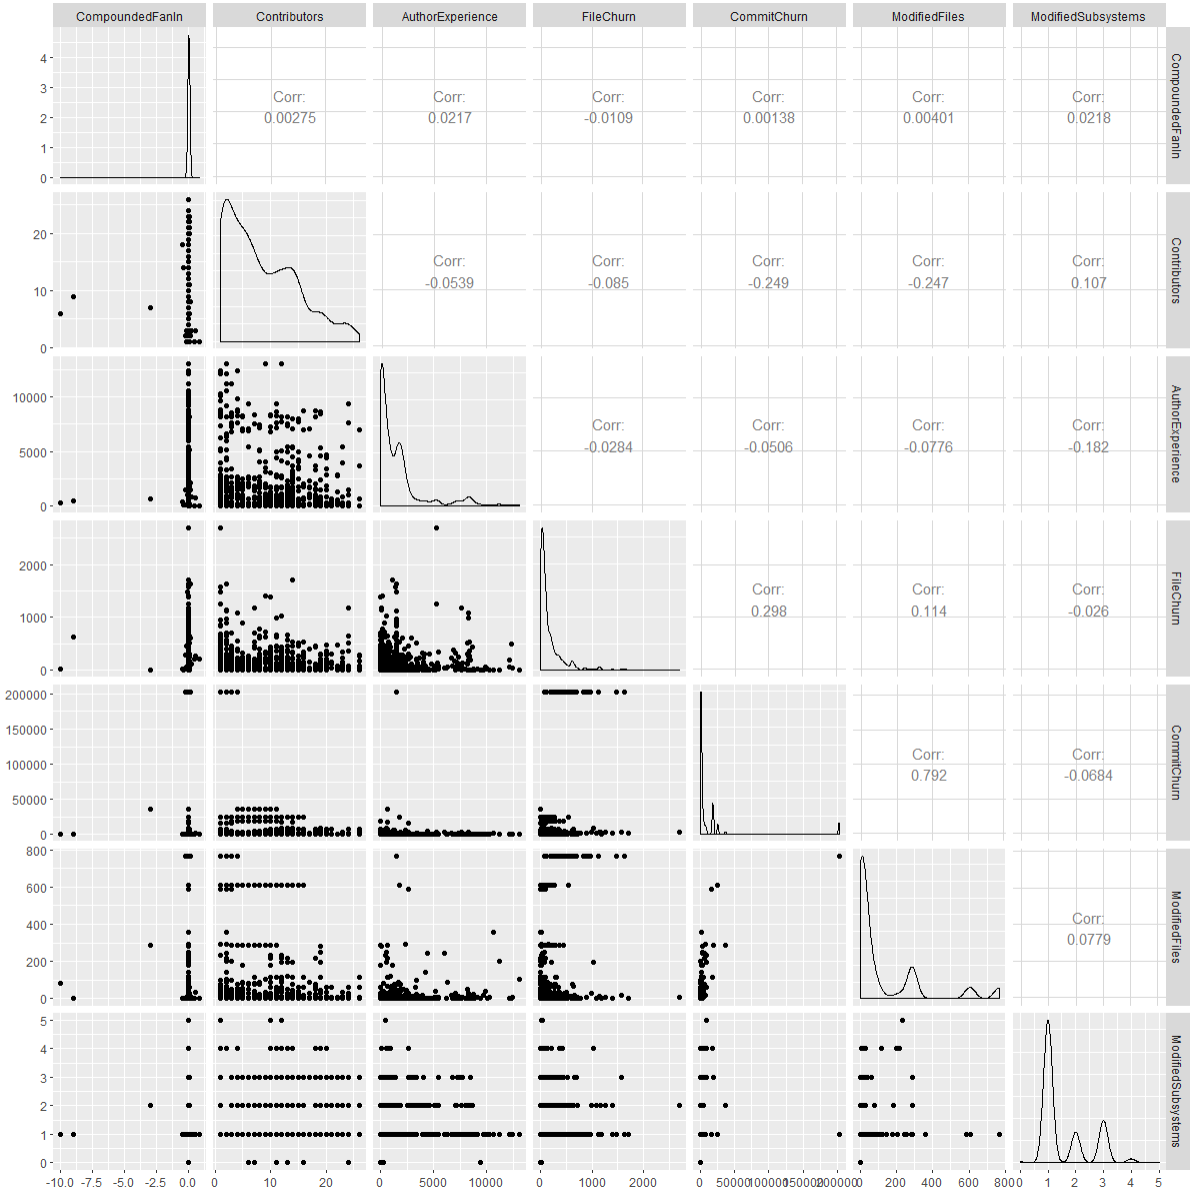 CompoundedFanIn Contributors AuthorExperience FileChurn CommitChurn ModifiedFiles ModifiedSubsystems
4
3
2
1
0
Corr: Corr: Corr: Corr: Corr: Corr:
0.00275 0.0217 -0.0109 0.00138 0.00401 0.0218
CompoundedFanIn
20
10
0
Corr: Corr: Corr: Corr: Corr:
-0.0539 -0.085 -0.249 -0.247 0.107
Contributors
10000
5000
0
Corr: Corr: Corr: Corr:
-0.0284 -0.0506 -0.0776 -0.182
AuthorExperience
2000
1000
0
Corr: Corr: Corr:
0.298 0.114 -0.026
FileChurn
200000
150000
100000
50000
0
Corr: Corr:
0.792 -0.0684
CommitChurn
800
600
400
200
0
Corr:
0.0779
ModifiedFiles
5
4
3
2
1
0
ModifiedSubsystems
-10.0 -7.5 -5.0 -2.5 0.0 0 10 20 0 5000 10000 0 1000 2000 0 50000 100000 150000 200000 0 200 400 600 800 0 1 2 3 4 5